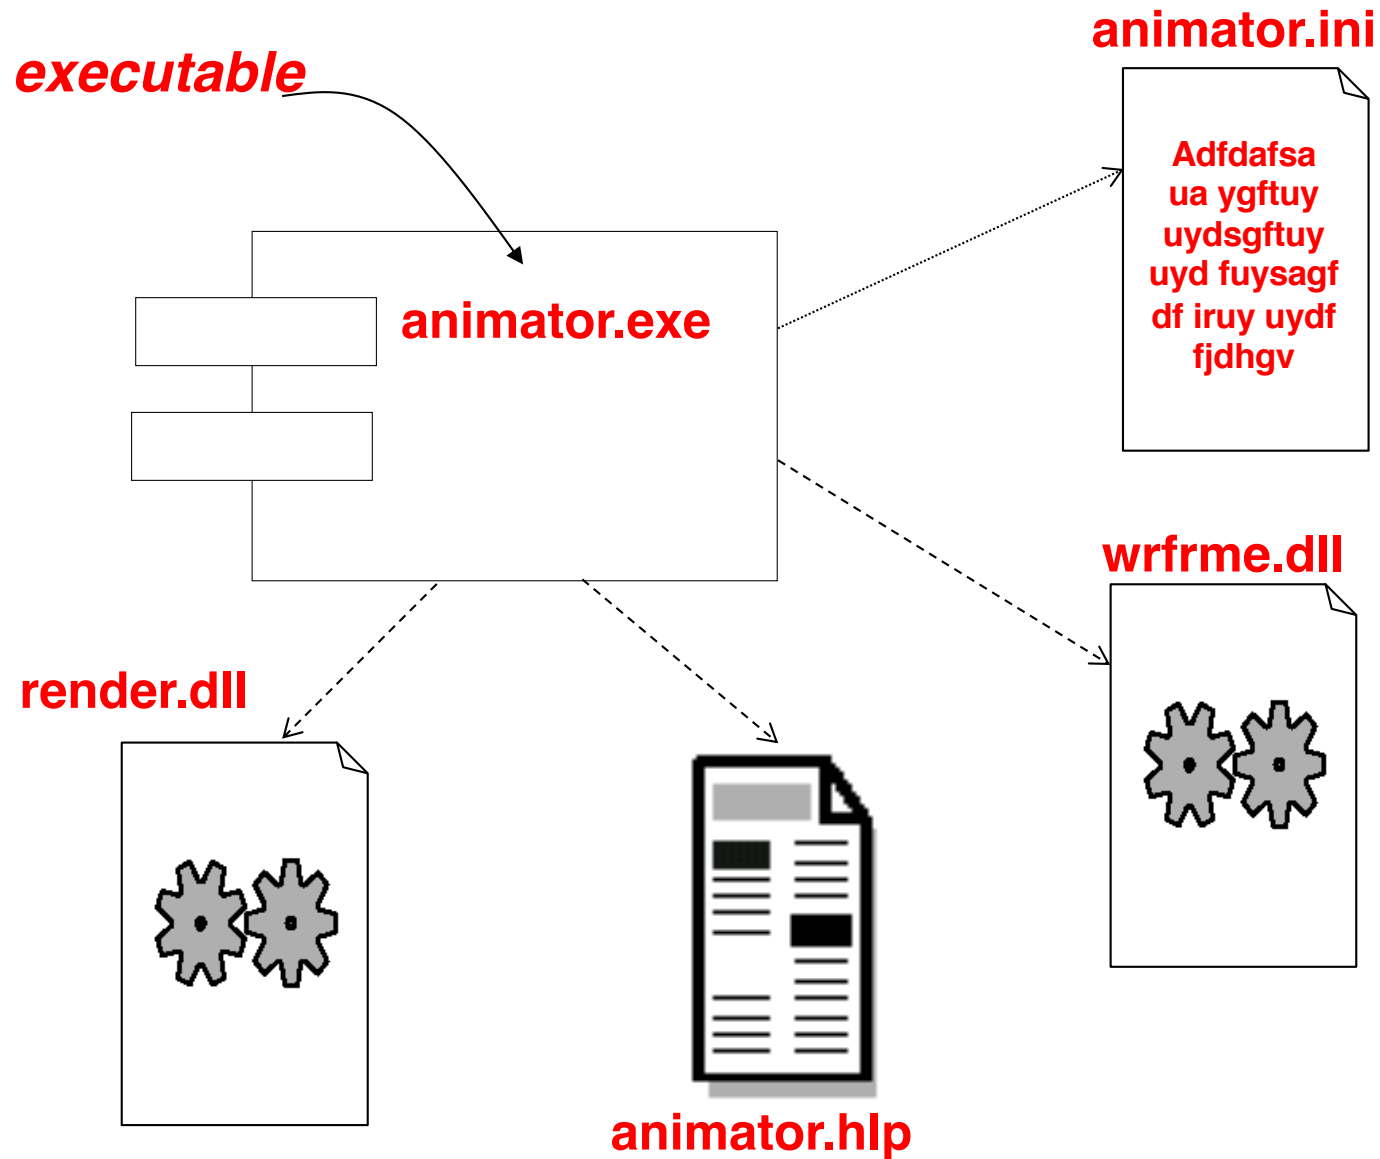 animator.ini
executable
Adfdafsa
ua ygftuy
uydsgftuy
uyd fuysagf
df iruy uydf
fjdhgv
animator.exe
wrfrme.dll
render.dll
animator.hlp